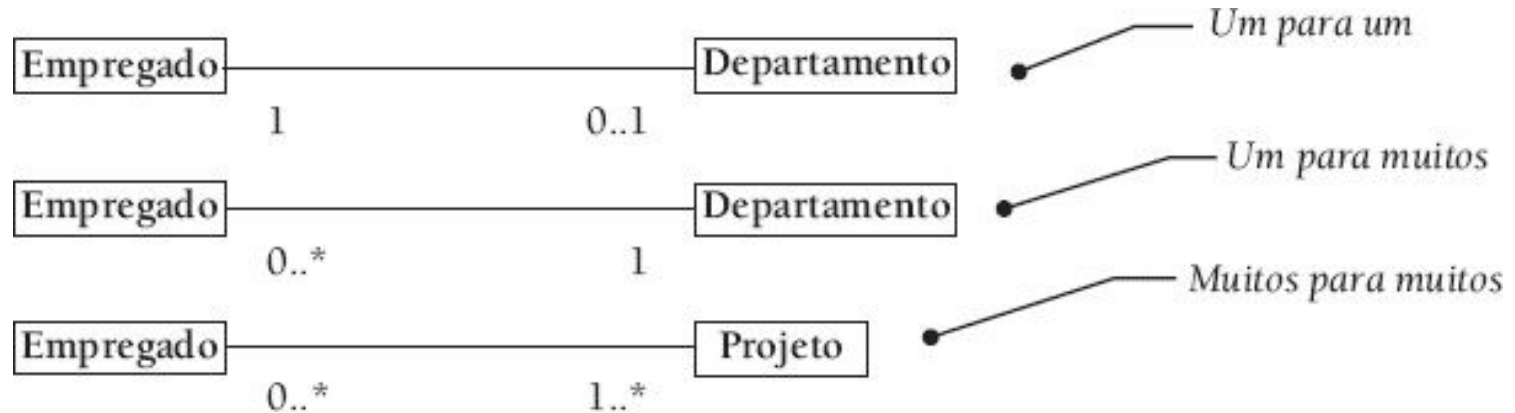 Empregado Departamento Um para um
1 0..1
Empregado Departamento Um para muitos
0..* 1
Empregado Projeto Muitos para muitos
0..* 1..*